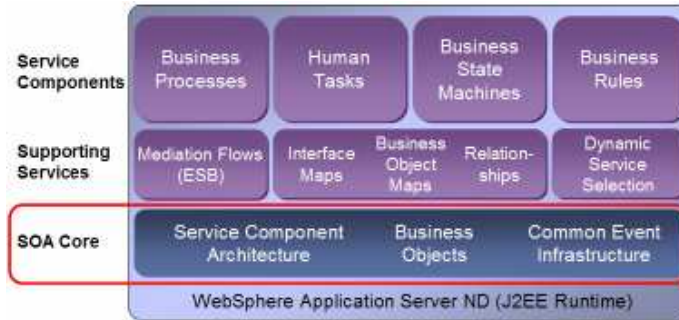 Service
Components
Business
Processes
Human
Tasks
Business
State
Machines
Business
Rules
Supporting
Services
Mediation Flows
(ESB)
Interface
Maps
Business
Object
Maps
Relation-
ships
Dynamic
Service
Selection
SOA Core
Service Component
Architecture
Business
Objects
Common Event
Infrastructure
WebSphere Application Server ND (J2EE Runtime)